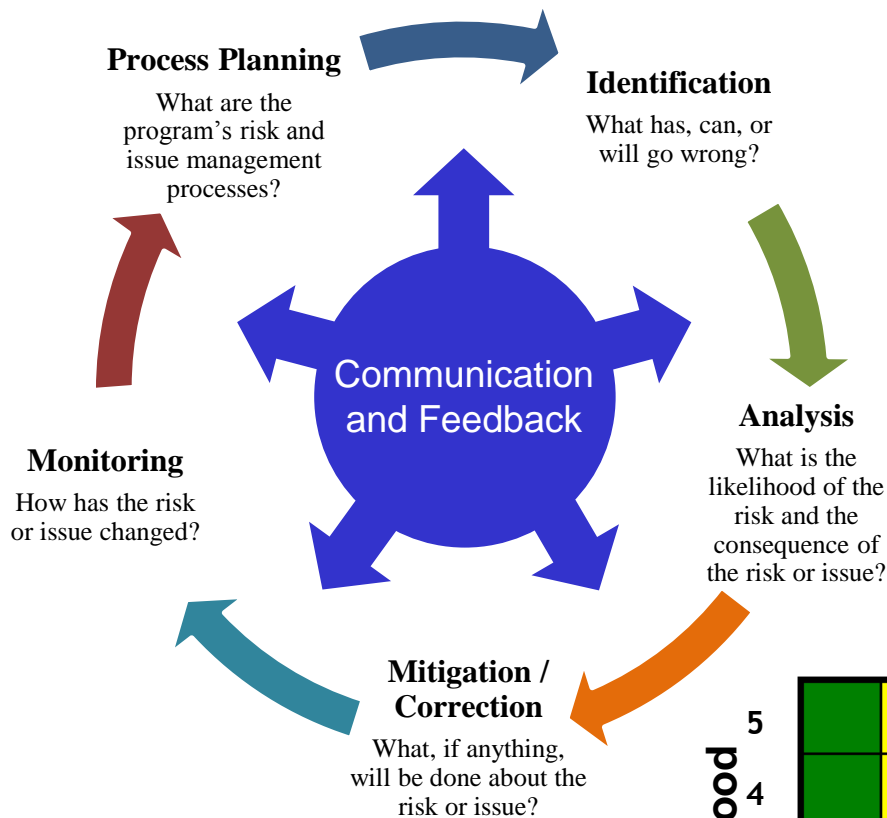 Process Planning
What are the
program’s risk and
issue management
processes?
Identification
What has, can, or
will go wrong?
Communication
and Feedback
Analysis
What is the
likelihood of the
risk and the
consequence of
the risk or issue?
Monitoring
How has the risk
or issue changed?
Mitigation /
Correction
What, if anything,
will be done about the
risk or issue?
5
4